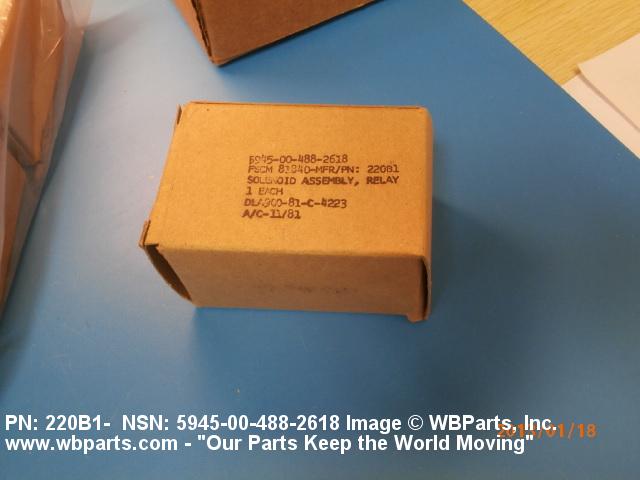 5945-00-488-2618
FSCM 81840-MFR/PN: 220B1
SOLENOID ASSEMBLY, RELAY
1 EACH
DLA900-81-C-4223
A/C-11/81
PN: 220B1- NSN: 5945-00-488-2618 Image © WBParts, Inc.
www.wbparts.com - "Our Parts Keep the World Moving"